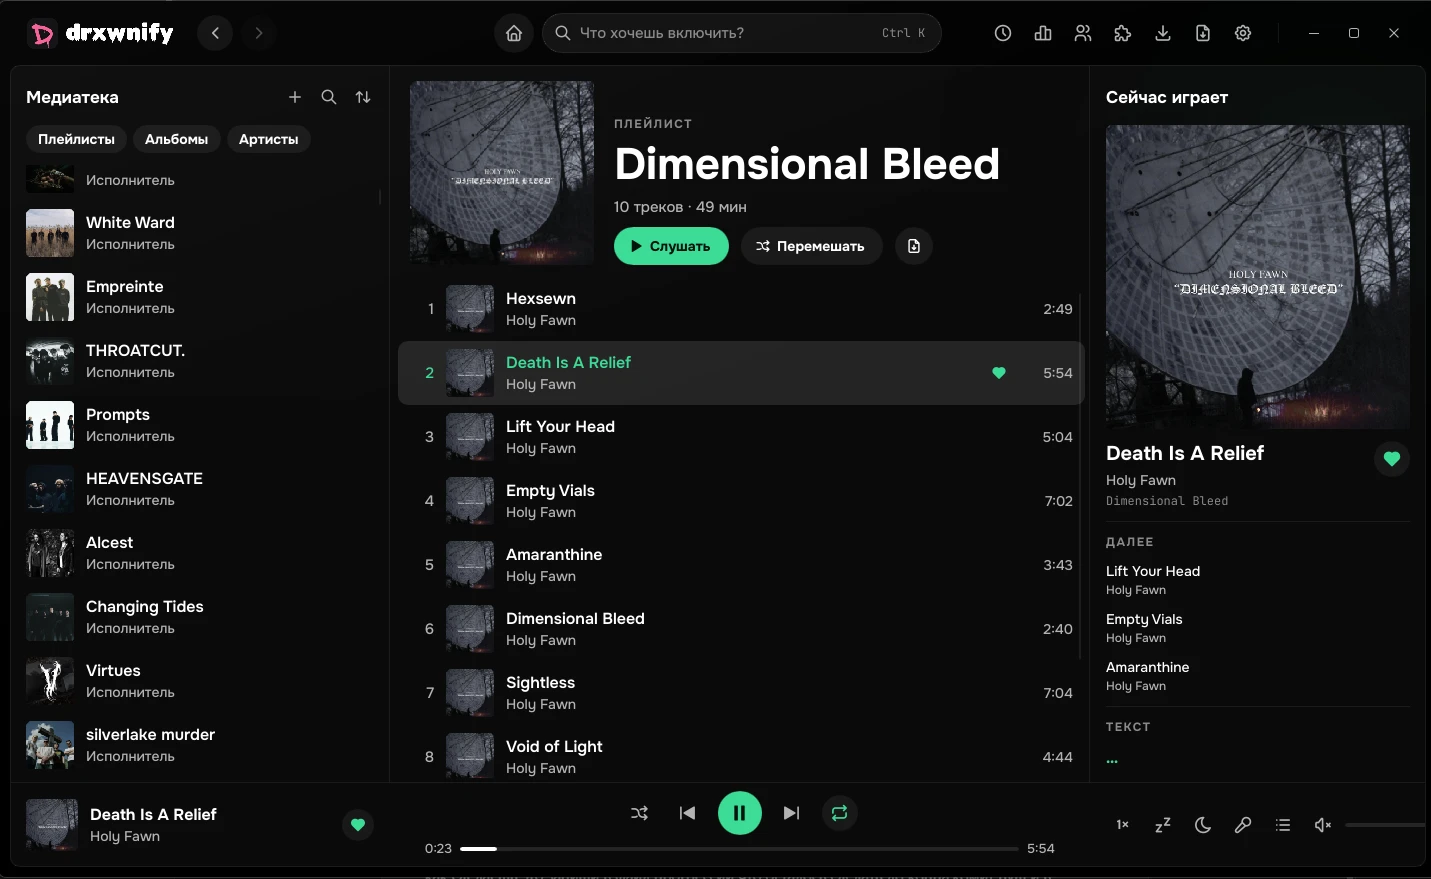 drxwnify
Что хочешь включить?
Ctrl K
Медиатека
Плейлисты
Альбомы
Артисты
Исполнитель
White Ward
Исполнитель
Empreinte
Исполнитель
THROATCUT.
Исполнитель
Prompts
Исполнитель
HEAVENSGATE
Исполнитель
Alcest
Исполнитель
Changing Tides
Исполнитель
Virtues
Исполнитель
silverlake murder
Исполнитель
HOLY FAWN
"DIMENSIONAL BLEED"
ПЛЕЙЛИСТ
Dimensional Bleed
10 треков · 49 мин
Слушать
Перемешать
1
Hexsewn
Holy Fawn
2:49
2
Death Is A Relief
Holy Fawn
5:54
3
Lift Your Head
Holy Fawn
5:04
4
Empty Vials
Holy Fawn
7:02
5
Amaranthine
Holy Fawn
3:43
6
Dimensional Bleed
Holy Fawn
2:40
7
Sightless
Holy Fawn
7:04
8
Void of Light
Holy Fawn
4:44
Сейчас играет
HOLY FAWN
"DIMENSIONAL BLEED"
Death Is A Relief
Holy Fawn
Dimensional Bleed
ДАЛЕЕ
Lift Your Head
Holy Fawn
Empty Vials
Holy Fawn
Amaranthine
Holy Fawn
ТЕКСТ
...
Death Is A Relief
Holy Fawn
0:23
5:54
1×